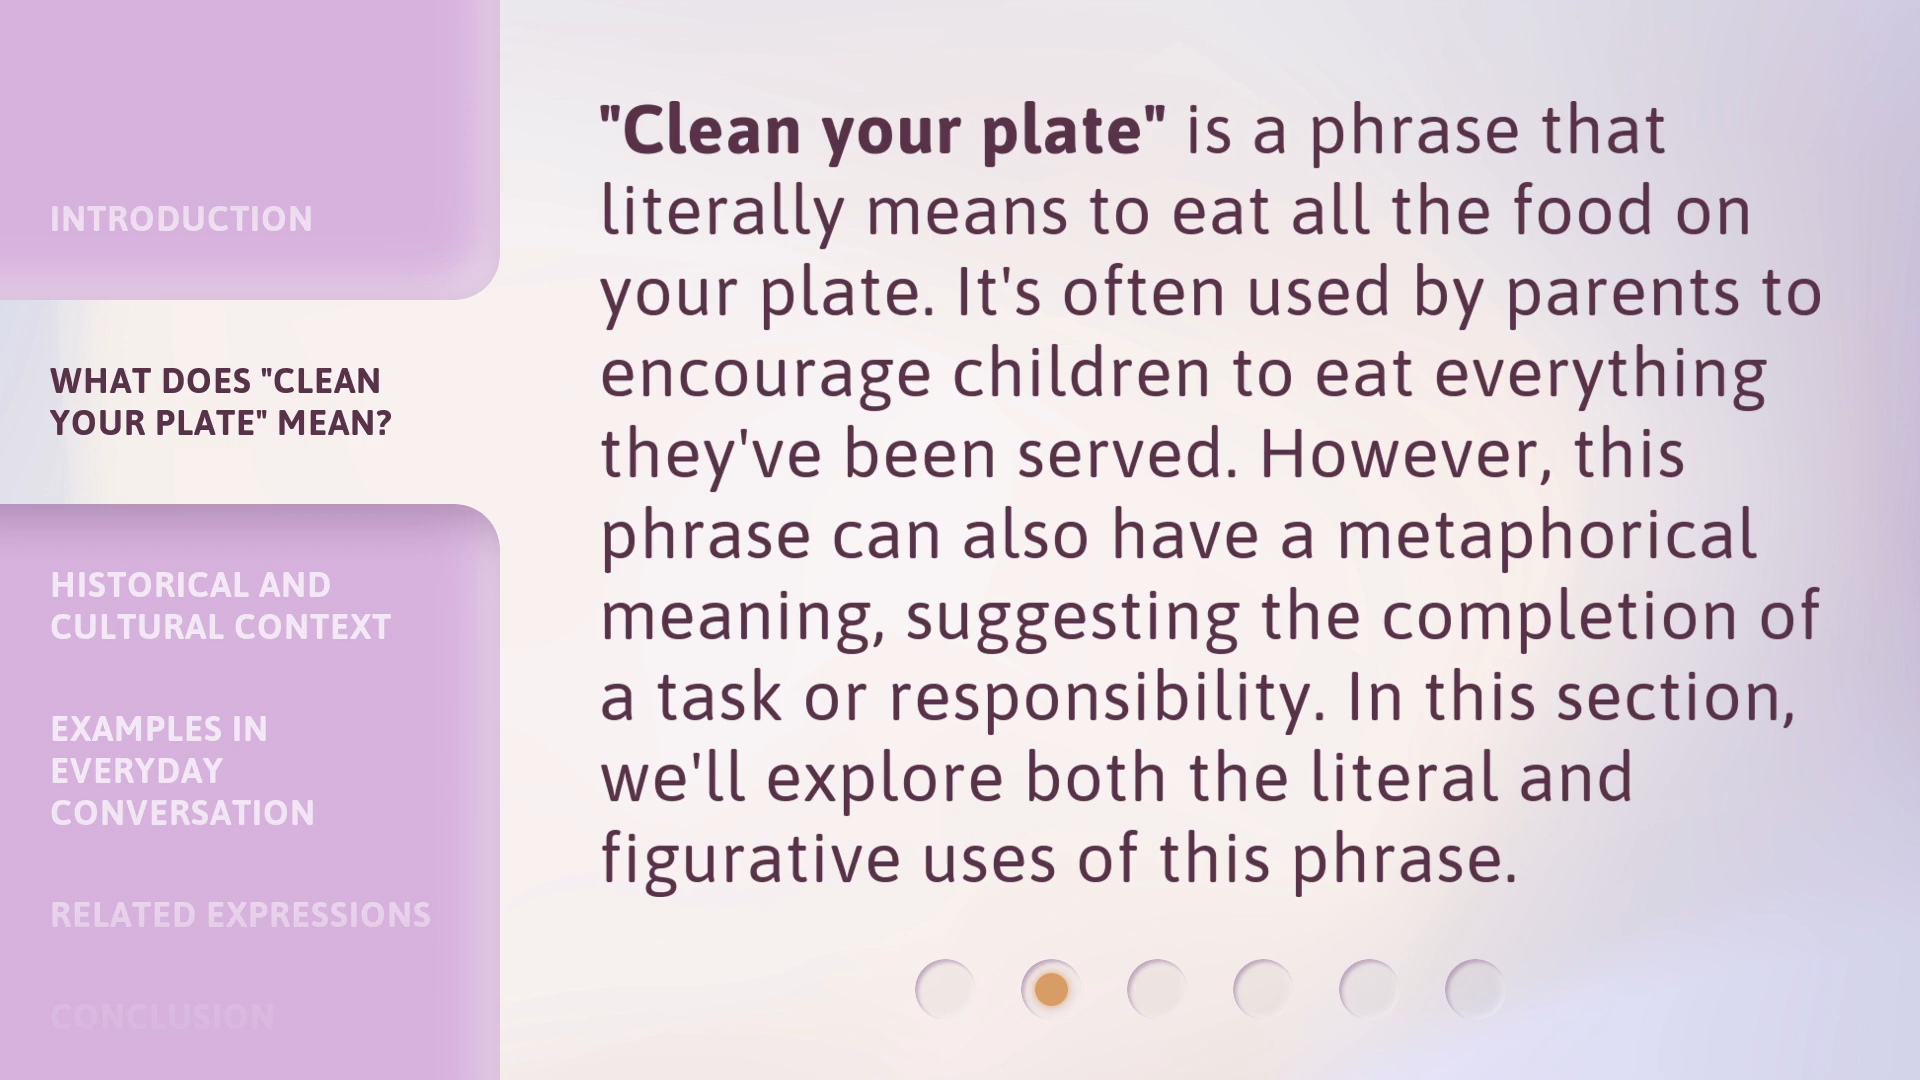 INTRODUCTION
WHAT DOES "CLEAN
YOUR PLATE" MEAN?
HISTORICAL AND
CULTURAL CONTEXT
EXAMPLES IN
EVERYDAY
CONVERSATION
RELATED EXPRESSIONS
CONCLUSION
"Clean your plate" is a phrase that
literally means to eat all the food on
your plate. It's often used by parents to
encourage children to eat everything
they've been served. However, this
phrase can also have a metaphorical
meaning, suggesting the completion of
a task or responsibility. In this section,
we'll explore both the literal and
figurative uses of this phrase.